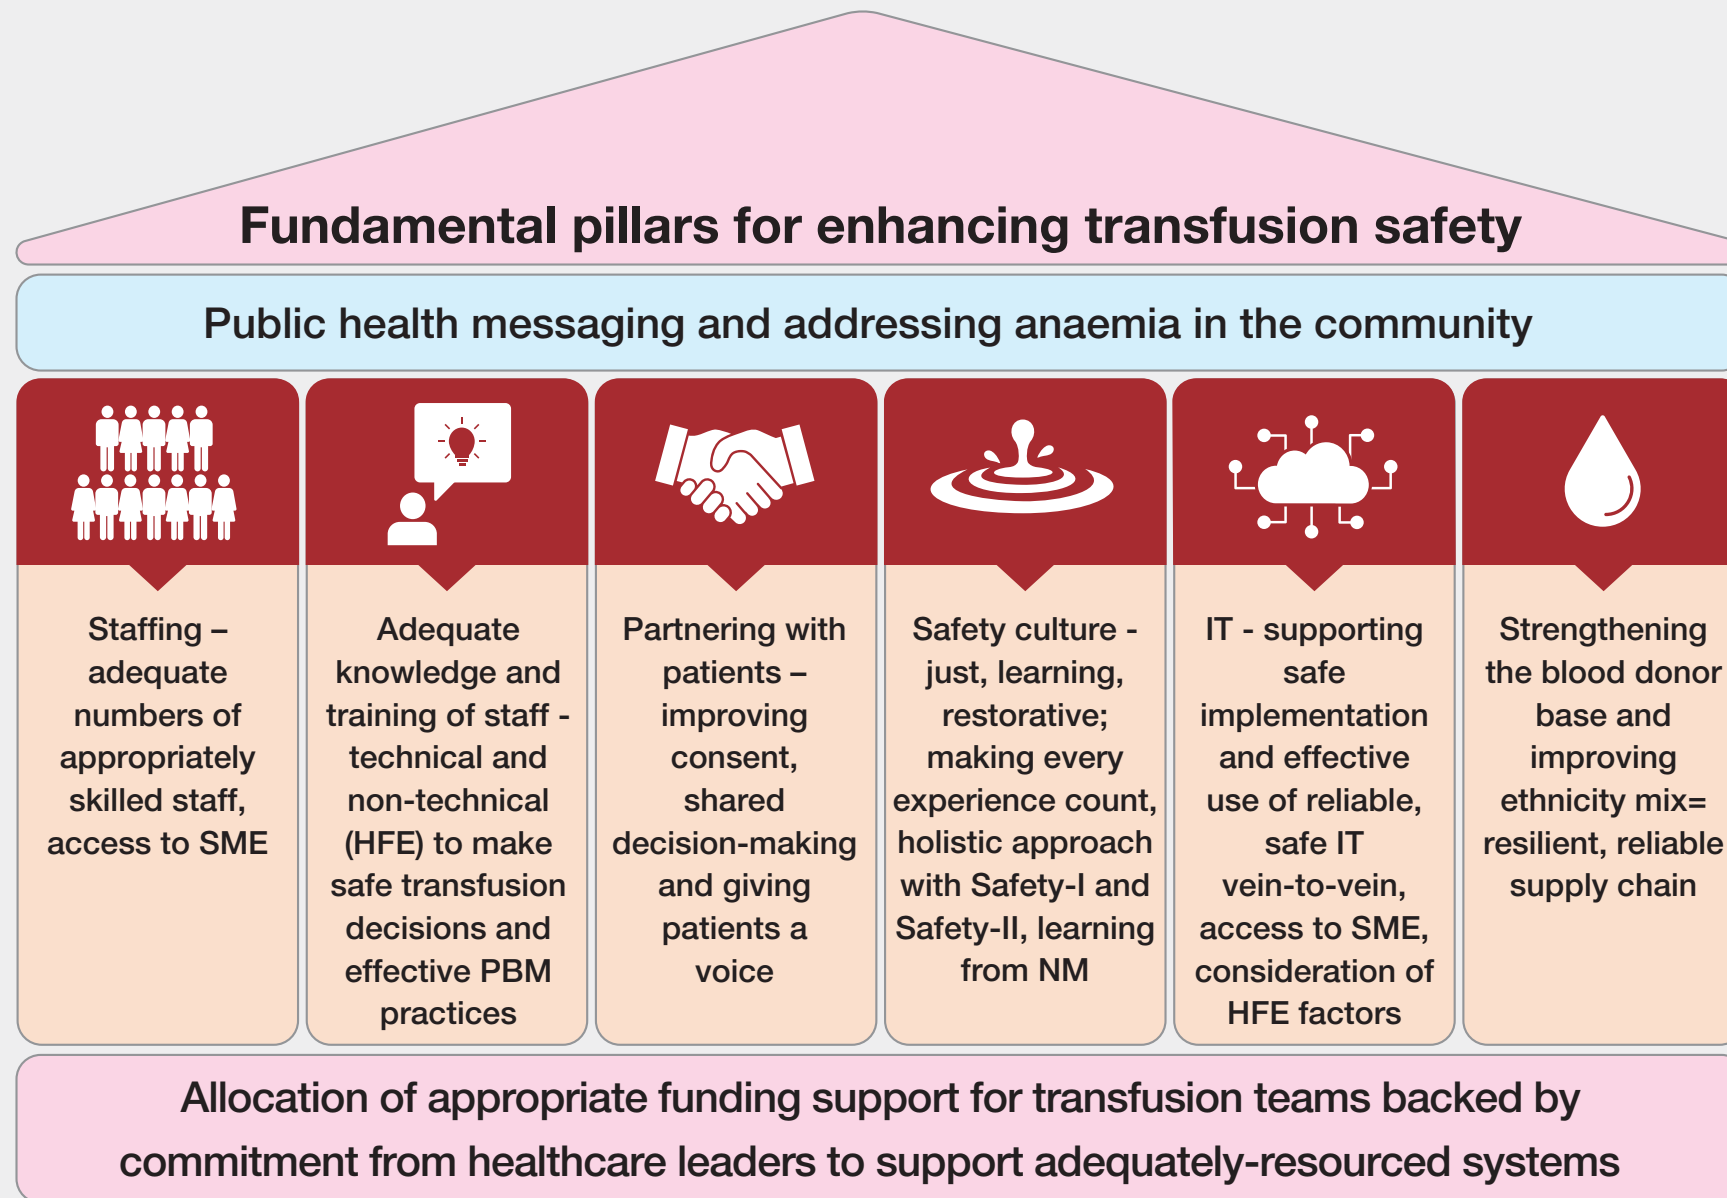 Fundamental pillars for enhancing transfusion safety
Public health messaging and addressing anaemia in the community
Staffing –
adequate
numbers of
appropriately
skilled staff,
access to SME
Adequate
knowledge and
training of staff -
technical and
non-technical
(HFE) to make
safe transfusion
decisions and
effective PBM
practices
Partnering with
patients –
improving
consent,
shared
decision-making
and giving
patients a
voice
Safety culture -
just, learning,
restorative;
making every
experience count,
holistic approach
with Safety-I and
Safety-II, learning
from NM
IT - supporting
safe
implementation
and effective
use of reliable,
safe IT
vein-to-vein,
access to SME,
consideration of
HFE factors
Strengthening
the blood donor
base and
improving
ethnicity mix=
resilient, reliable
supply chain
Allocation of appropriate funding support for transfusion teams backed by
commitment from healthcare leaders to support adequately-resourced systems